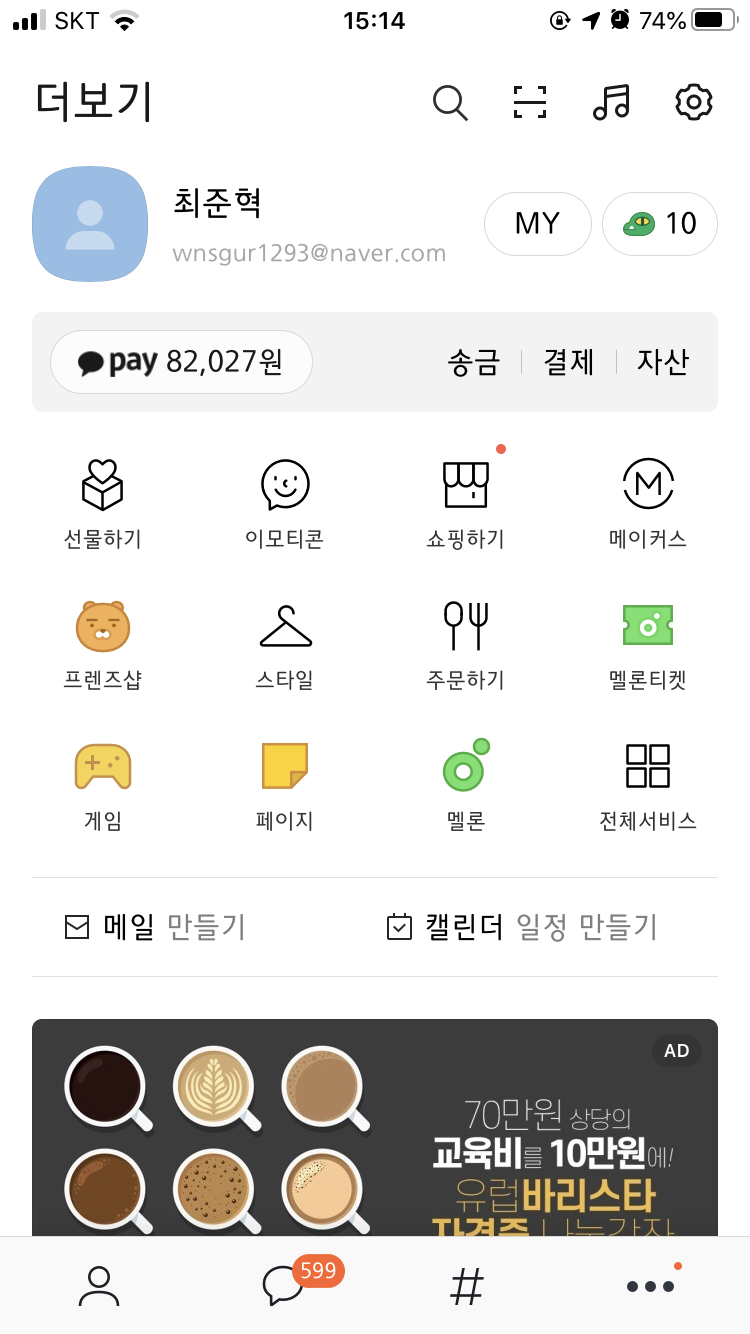 SKT 15:14 74%
더보기
최준혁
wnsgur1293@naver.com
MY 10
pay 82,027원 송금 결제 자산
선물하기 이모티콘 쇼핑하기 메이커스
프렌즈샵 스타일 주문하기 멜론티켓
게임 페이지 멜론 전체서비스
메일 만들기 캘린더 일정 만들기
AD
70만원 상당의
교육비를 10만원에!
유럽바리스타
599